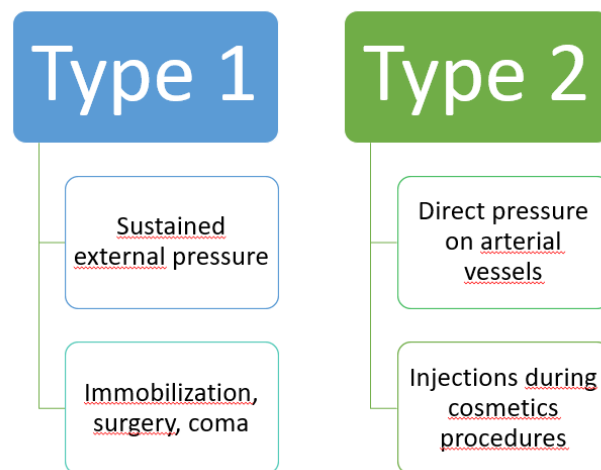 Type 1
Sustained
external pressure
Immobilization,
surgery, coma
Type 2
Direct pressure
on arterial
vessels
Injections during
cosmetics
procedures